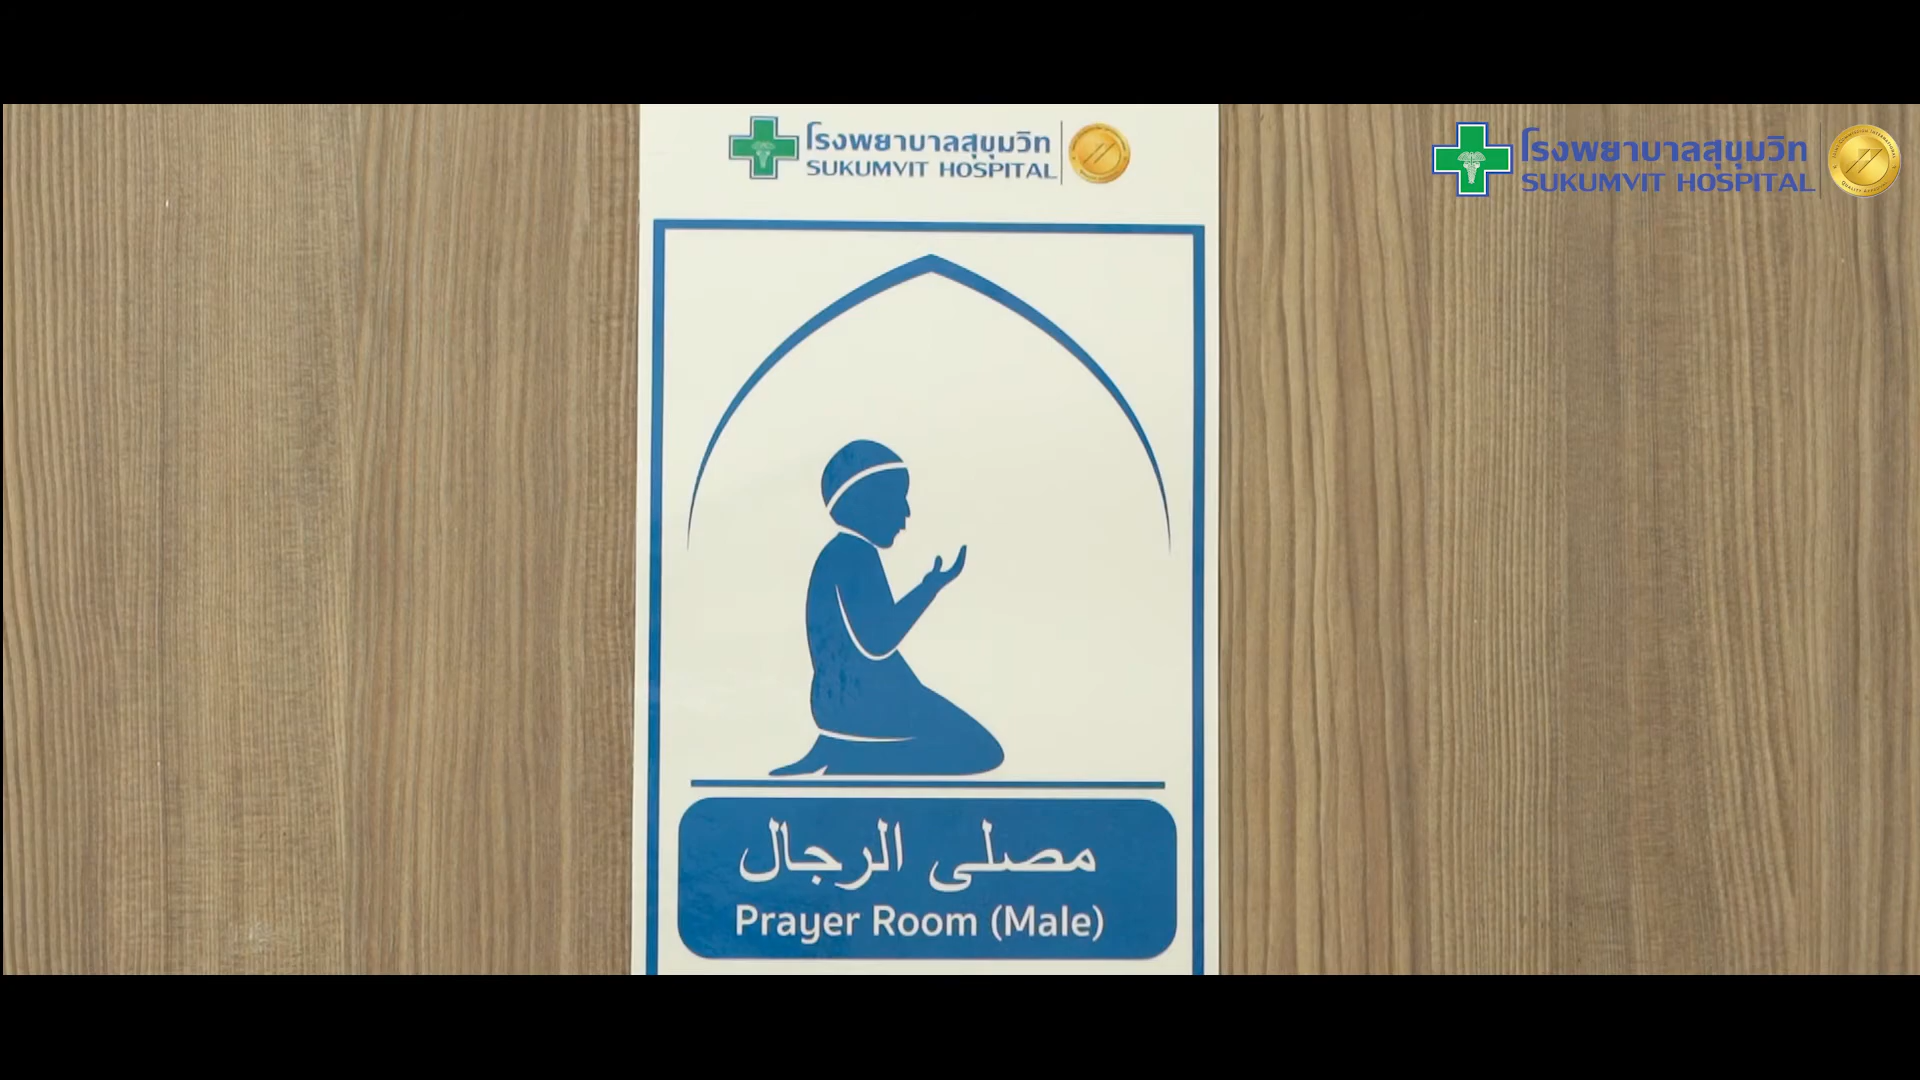 โรงพยาบาลสุขุมวิท
SUKUMVIT HOSPITAL
โรงพยาบาลสุขุมวิท
SUKUMVIT HOSPITAL
مصلى الرجال
Prayer Room (Male)